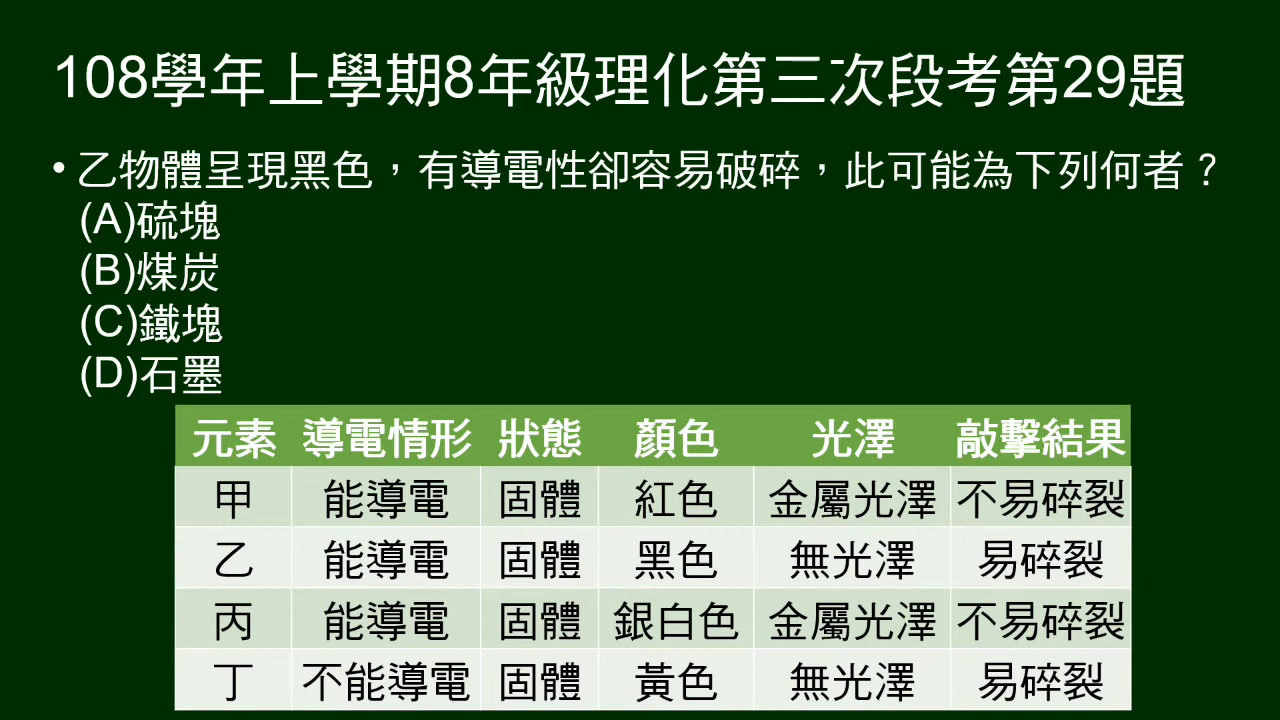 108學年上學期8年級理化第三次段考第29題
• 乙物體呈現黑色，有導電性卻容易破碎，此可能為下列何者？
(A)硫塊
(B)煤炭
(C)鐵塊
(D)石墨
元素 導電情形 狀態 顏色 光澤 敲擊結果
甲 能導電 固體 紅色 金屬光澤 不易碎裂
乙 能導電 固體 黑色 無光澤 易碎裂
丙 能導電 固體 銀白色 金屬光澤 不易碎裂
丁 不能導電 固體 黃色 無光澤 易碎裂